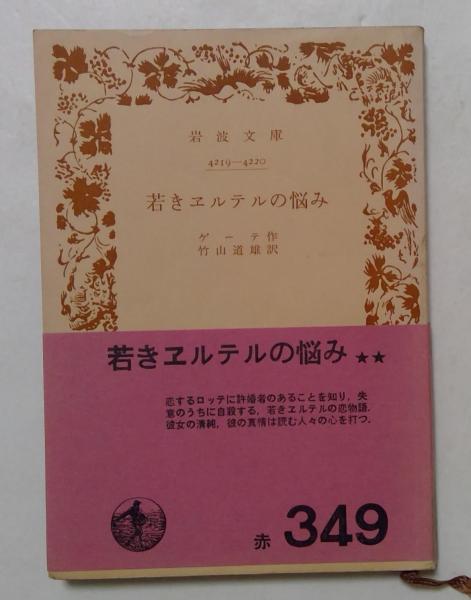 岩波文庫
4219—4220
若きヱルテルの悩み
ゲーテ作
竹山道雄訳
若きヱルテルの悩み ★★
恋するロッテに許婚者のあることを知り，失
意のうちに自殺する，若きヱルテルの恋物語．
彼女の清純，彼の真情は読む人々の心を打つ．
赤 349